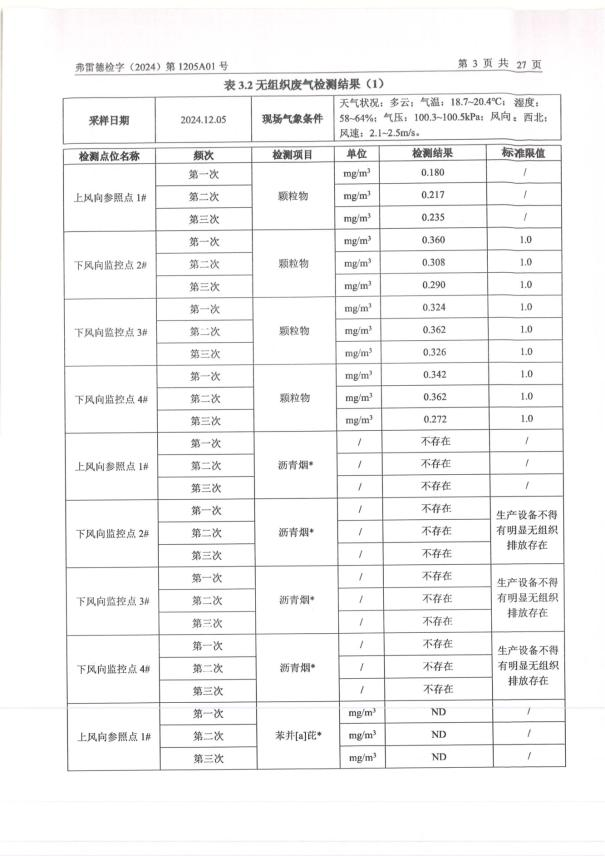 弗雷德检字（2024）第 1205A01 号 第 3 页 共 27 页
表 3.2 无组织废气检测结果（1）
采样日期 2024.12.05 现场气象条件 天气状况：多云；气温：18.7~20.4℃；湿度：
58~64%；气压：100.3~100.5kPa；风向：西北；
风速：2.1~2.5m/s。
检测点位名称 频次 检测项目 单位 检测结果 标准限值
上风向参照点 1# 第一次 颗粒物 mg/m³ 0.180 /
第二次 mg/m³ 0.217 /
第三次 mg/m³ 0.235 /
下风向监控点 2# 第一次 颗粒物 mg/m³ 0.360 1.0
第二次 mg/m³ 0.308 1.0
第三次 mg/m³ 0.290 1.0
下风向监控点 3# 第一次 颗粒物 mg/m³ 0.324 1.0
第二次 mg/m³ 0.362 1.0
第三次 mg/m³ 0.326 1.0
下风向监控点 4# 第一次 颗粒物 mg/m³ 0.342 1.0
第二次 mg/m³ 0.362 1.0
第三次 mg/m³ 0.272 1.0
上风向参照点 1# 第一次 沥青烟* / 不存在 /
第二次 / 不存在 /
第三次 / 不存在 /
下风向监控点 2# 第一次 沥青烟* / 不存在 生产设备不得
第二次 / 不存在 有明显无组织
第三次 / 不存在 排放存在
下风向监控点 3# 第一次 沥青烟* / 不存在 生产设备不得
第二次 / 不存在 有明显无组织
第三次 / 不存在 排放存在
下风向监控点 4# 第一次 沥青烟* / 不存在 生产设备不得
第二次 / 不存在 有明显无组织
第三次 / 不存在 排放存在
上风向参照点 1# 第一次 苯并[a]芘* mg/m³ ND /
第二次 mg/m³ ND /
第三次 mg/m³ ND /